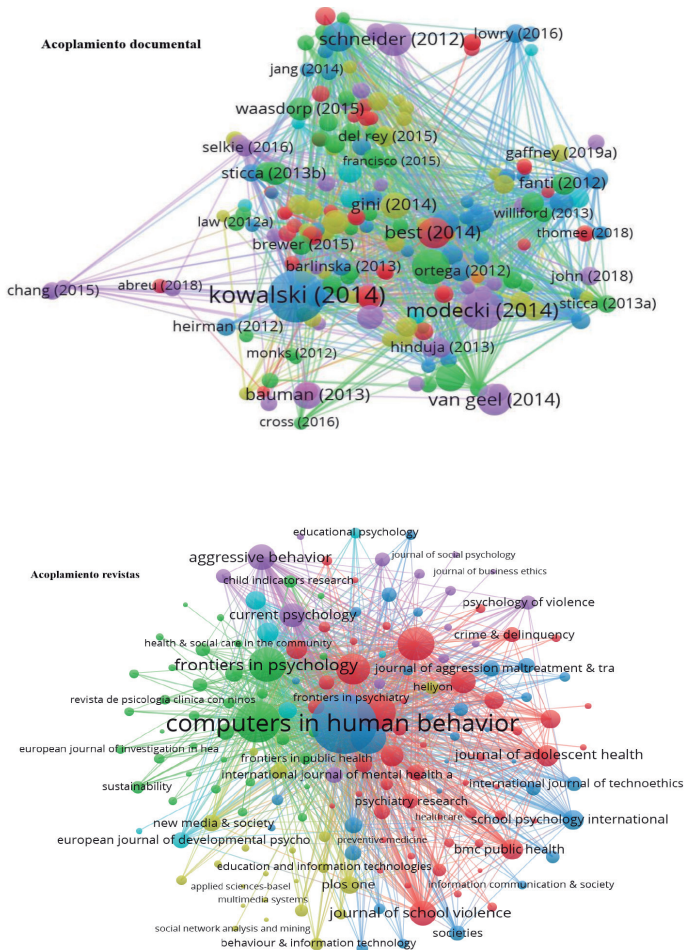 Acoplamiento documental
schneider (2012)
lowry (2016)
jang (2014)
waasdorp (2015)
del rey (2015)
selkie (2016)
francisco (2015)
gaffney (2019a)
sticca (2013b)
fanti (2012)
gini (2014)
law (2012a)
best (2014)
williford (2013)
brewer (2015)
thomee (2018)
barlinska (2013)
ortega (2012)
john (2018)
chang (2015)
abreu (2018)
kowalski (2014)
modecki (2014)
sticca (2013a)
heirman (2012)
hinduja (2013)
monks (2012)
bauman (2013)
van geel (2014)
cross (2016)
Acoplamiento revistas
educational psychology
aggressive behavior
journal of social psychology
journal of business ethics
child indicators research
current psychology
psychology of violence
health & social care in the community
crime & delinquency
frontiers in psychology
journal of aggression maltreatment & tra
heliyon
revista de psicologia clinica con ninos
frontiers in psychiatry
computers in human behavior
european journal of investigation in hea
frontiers in public health
journal of adolescent health
international journal of mental health a
sustainability
international journal of technoethics
psychiatry research
new media & society
healthcare
school psychology international
european journal of developmental psycho
preventive medicine
bmc public health
education and information technologies
applied sciences-basel
plos one
information communication & society
multimedia systems
journal of school violence
social network analysis and mining
societies
behaviour & information technology